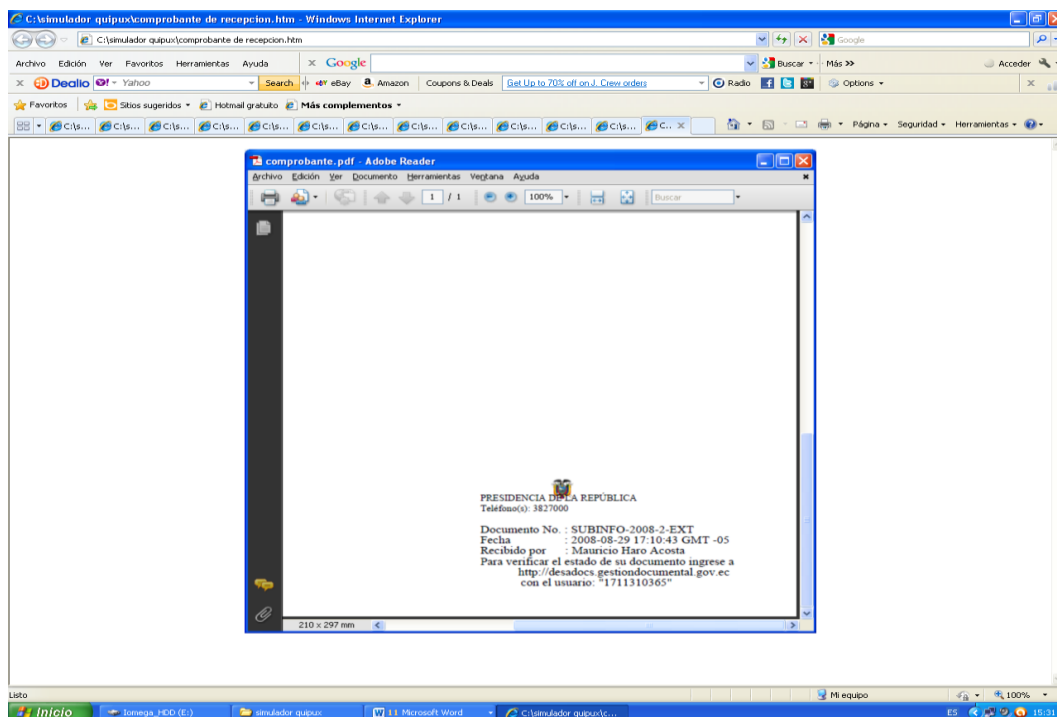 C:\simulador quipux\comprobante de recepcion.htm - Windows Internet Explorer
C:\simulador quipux\comprobante de recepcion.htm
Google
Archivo Edición Ver Favoritos Herramientas Ayuda
Google
Buscar
Más >>
Acceder
Dealio
Yahoo
Search
eBay
Amazon
Coupons & Deals
Get Up to 70% off on J. Crew orders
Radio
Options
Favoritos
Sitios sugeridos
Hotmail gratuito
Más complementos
C:\s... C:\s... C:\s... C:\s... C:\s... C:\s... C:\s... C:\s... C:\s... C:\s... C:\s... C:\s... C...
Página Seguridad Herramientas
comprobante.pdf - Adobe Reader
Archivo Edición Ver Documento Herramientas Ventana Ayuda
1 / 1
100%
Buscar
PRESIDENCIA DE LA REPÚBLICA
Teléfono(s): 3827000
Documento No. : SUBINFO-2008-2-EXT
Fecha : 2008-08-29 17:10:43 GMT -05
Recibido por : Mauricio Haro Acosta
Para verificar el estado de su documento ingrese a
http://desadocs.gestiondocumental.gov.ec
con el usuario: "1711310365"
210 x 297 mm
Listo
Mi equipo
100%
Inicio
Iomega_HDD (E:)
simulador quipux
11 Microsoft Word
C:\simulador quipux\c...
ES
15:31